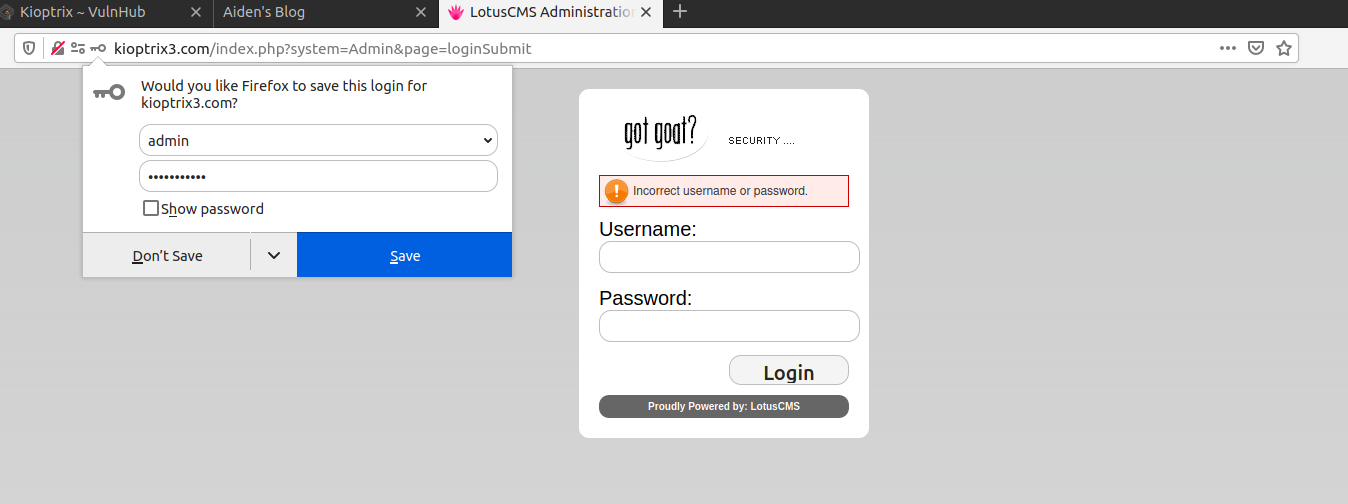 Kioptrix ~ VulnHub
Aiden's Blog
LotusCMS Administratio
kioptrix3.com/index.php?system=Admin&page=loginSubmit
Would you like Firefox to save this login for
kioptrix3.com?
admin
•••••••••••
Show password
Don't Save
Save
got goat?
SECURITY ....
Incorrect username or password.
Username:
Password:
Login
Proudly Powered by: LotusCMS